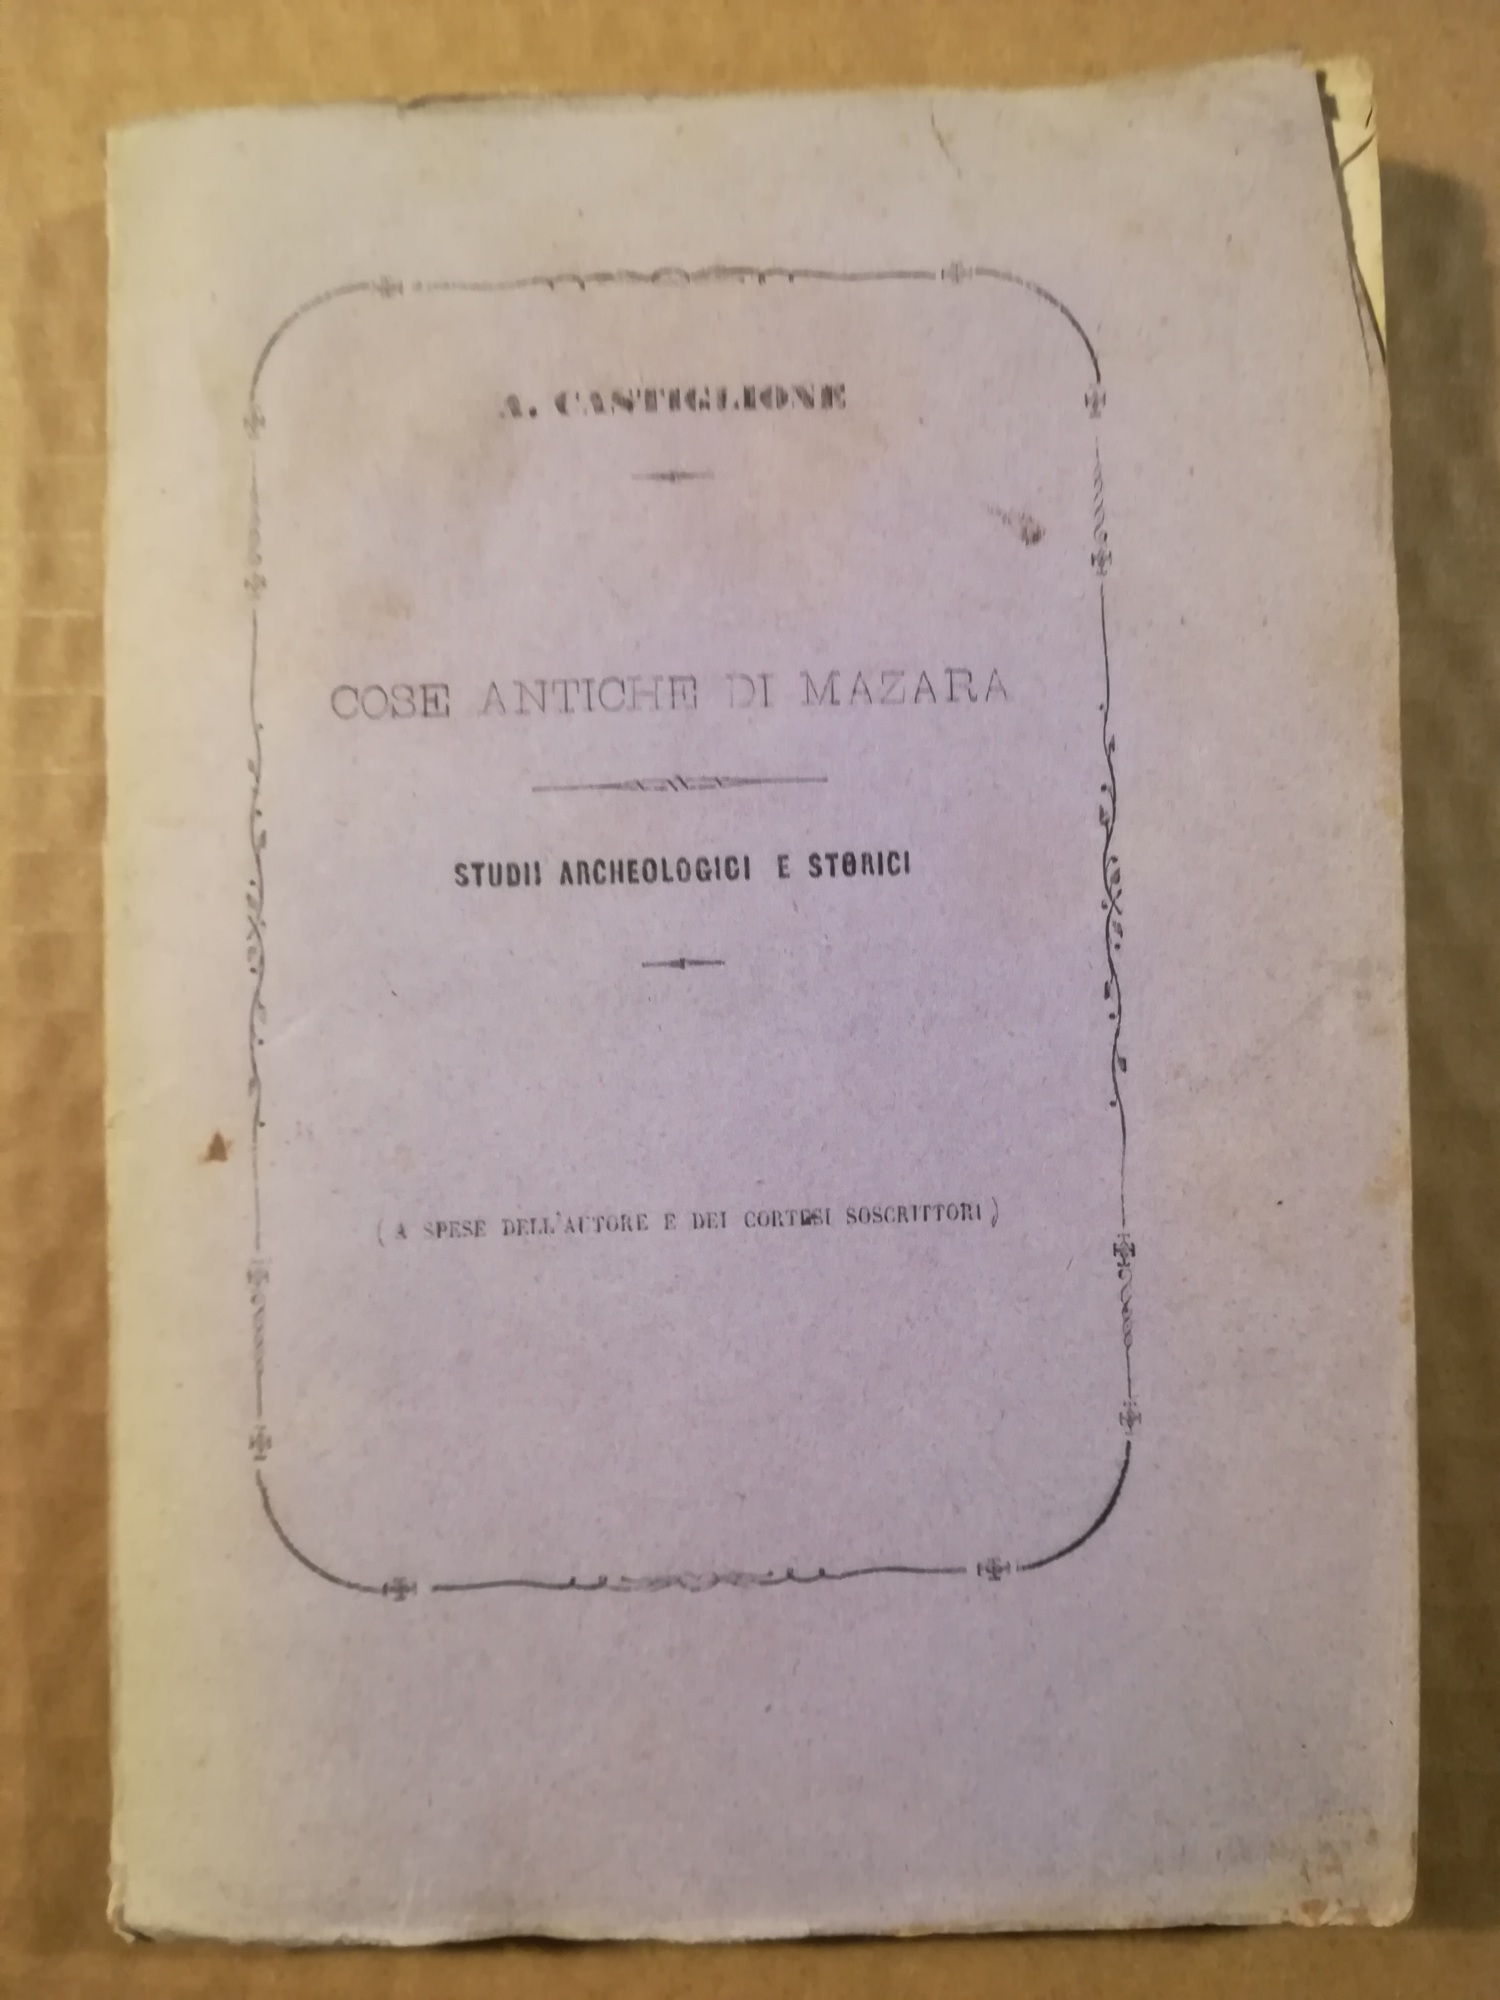 A. CASTIGLIONE
COSE ANTICHE DI MAZARA
STUDII ARCHEOLOGICI E STORICI
( A SPESE DELL'AUTORE E DEI CORTESI SOSCRITTORI )